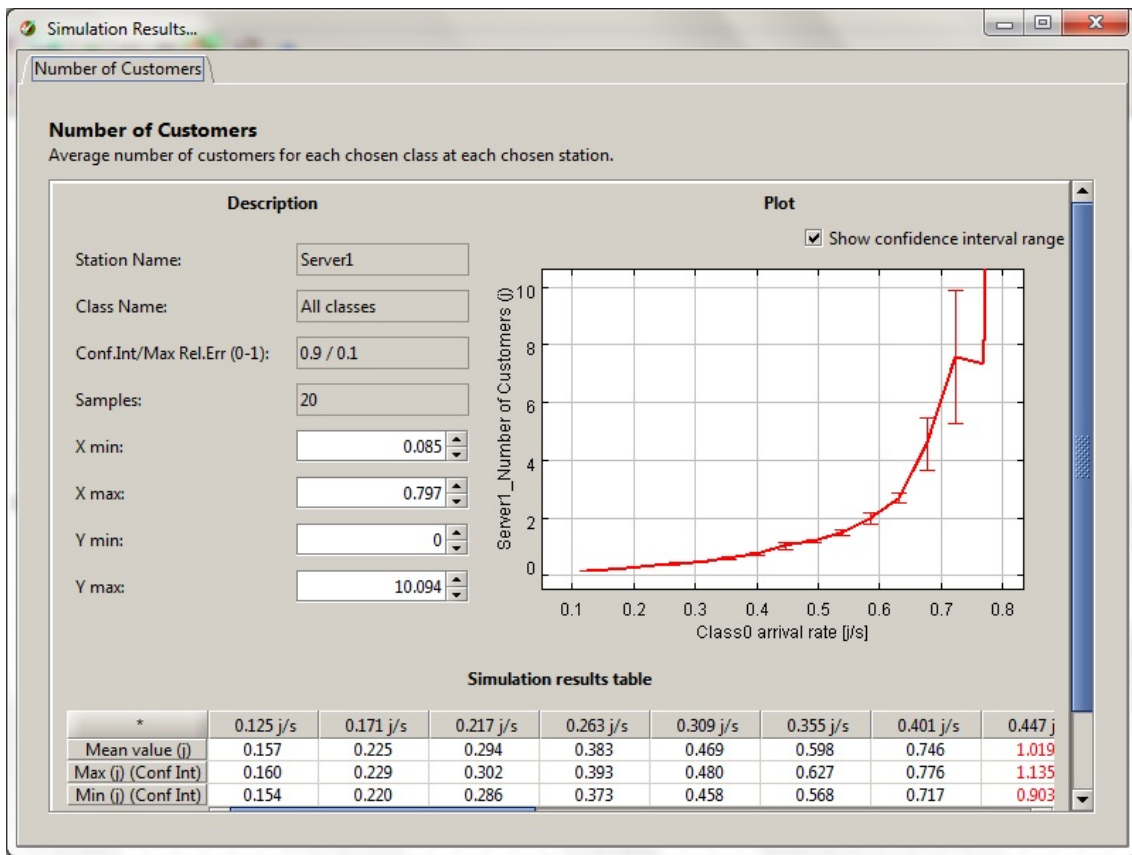 Simulation Results...
Number of Customers
Number of Customers
Average number of customers for each chosen class at each chosen station.
Description
Station Name: Server1
Class Name: All classes
Conf.Int/Max Rel.Err (0-1): 0.9 / 0.1
Samples: 20
X min: 0.085
X max: 0.797
Y min: 0
Y max: 10.094
Plot
Show confidence interval range
Server1_Number of Customers (j)
10
8
6
4
2
0
0.1 0.2 0.3 0.4 0.5 0.6 0.7 0.8
Class0 arrival rate [j/s]
Simulation results table
* 0.125 j/s 0.171 j/s 0.217 j/s 0.263 j/s 0.309 j/s 0.355 j/s 0.401 j/s 0.447 j
Mean value (j) 0.157 0.225 0.294 0.383 0.469 0.598 0.746 1.019
Max (j) (Conf Int) 0.160 0.229 0.302 0.393 0.480 0.627 0.776 1.135
Min (j) (Conf Int) 0.154 0.220 0.286 0.373 0.458 0.568 0.717 0.903